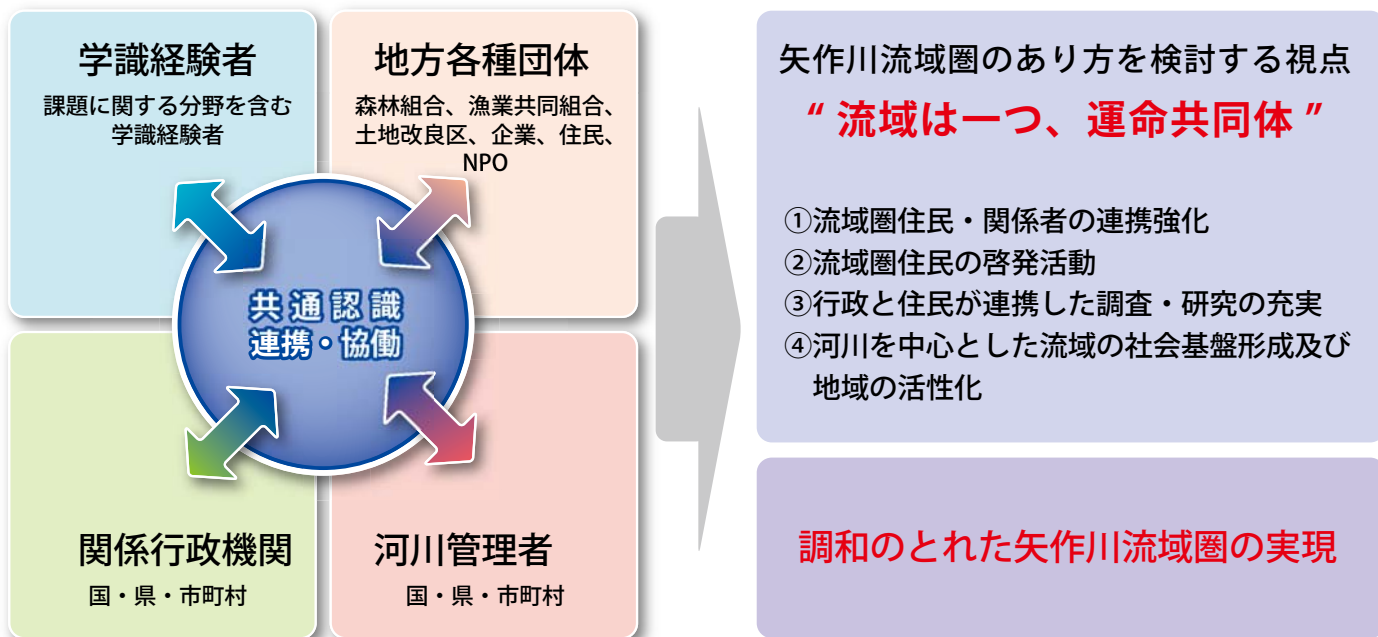 学識経験者
課題に関する分野を含む
学識経験者
地方各種団体
森林組合、漁業共同組合、
土地改良区、企業、住民、
NPO
共通認識
連携・協働
関係行政機関
国・県・市町村
河川管理者
国・県・市町村
矢作川流域圏のあり方を検討する視点
“ 流域は一つ、運命共同体 ”
①流域圏住民・関係者の連携強化
②流域圏住民の啓発活動
③行政と住民が連携した調査・研究の充実
④河川を中心とした流域の社会基盤形成及び
地域の活性化
調和のとれた矢作川流域圏の実現